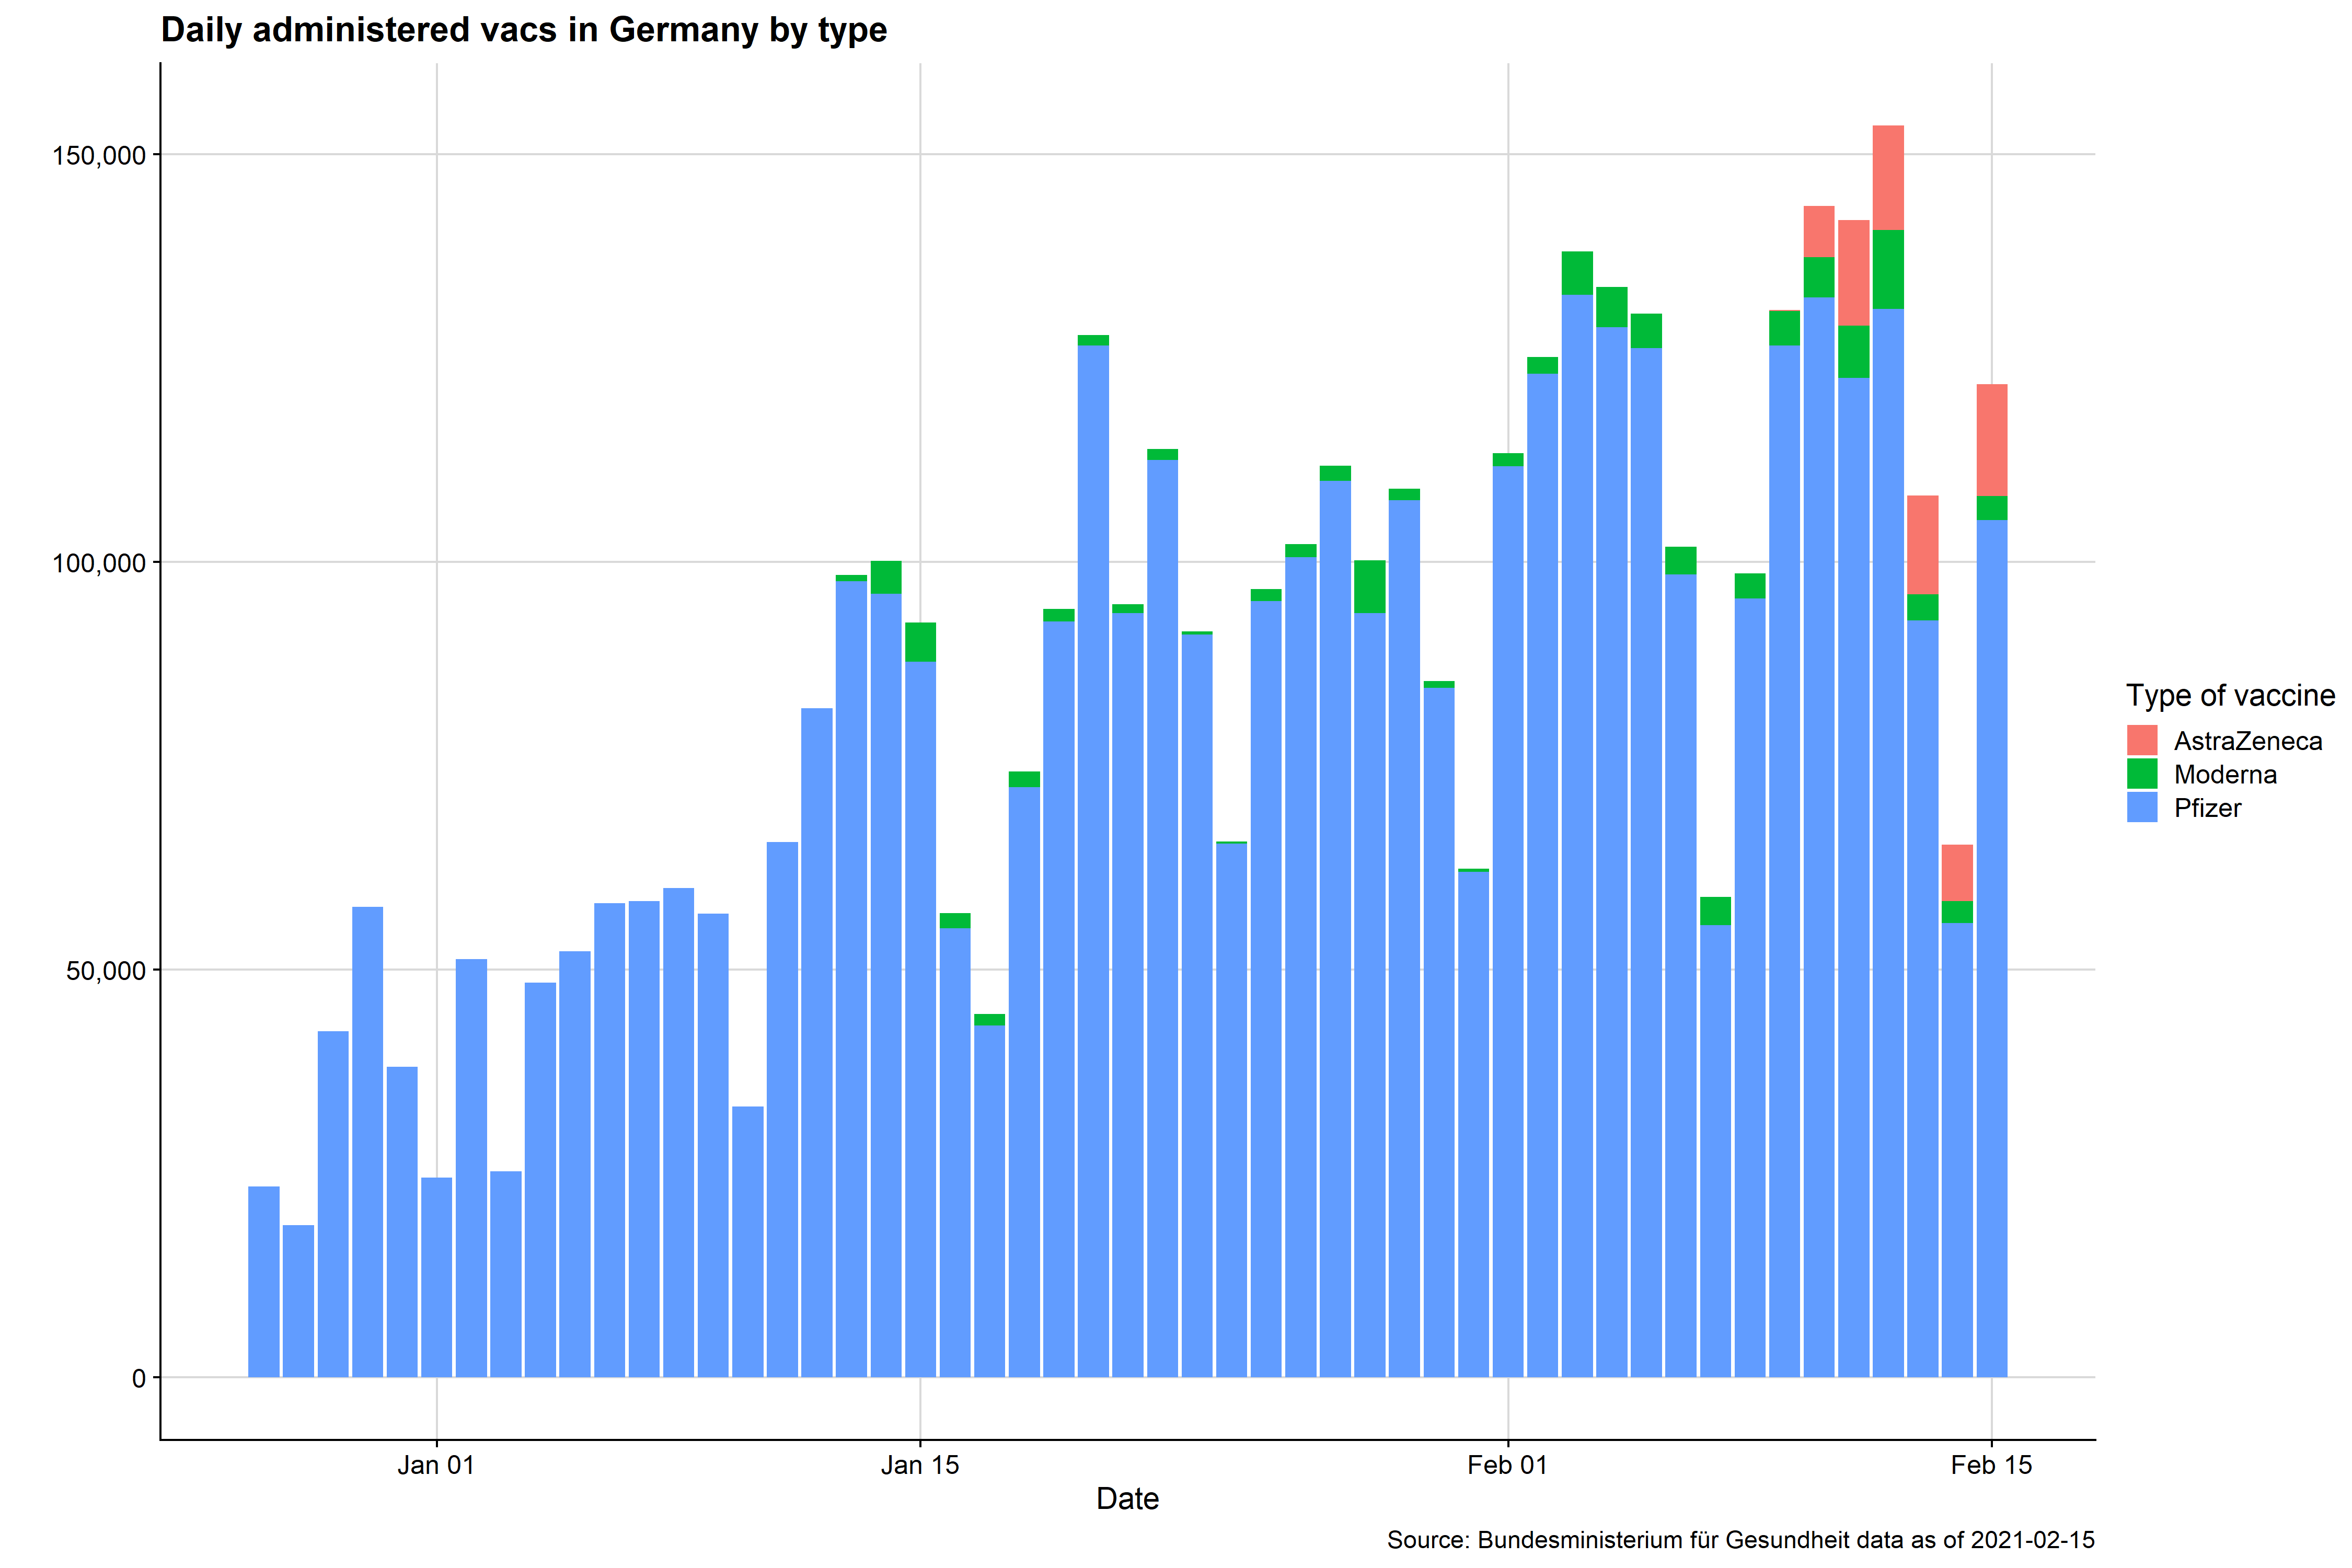 Daily administered vacs in Germany by type
150,000
100,000
50,000
0
Jan 01
Jan 15
Feb 01
Feb 15
Date
Type of vaccine
AstraZeneca
Moderna
Pfizer
Source: Bundesministerium für Gesundheit data as of 2021-02-15